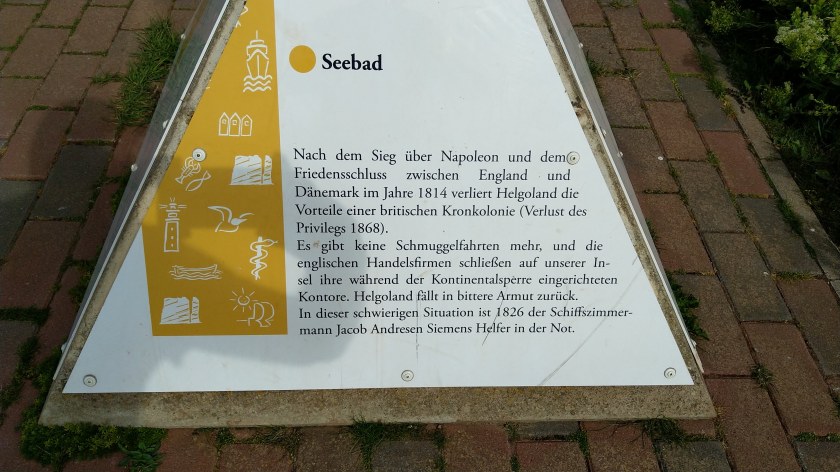 Seebad
Nach dem Sieg über Napoleon und dem
Friedensschluss zwischen England und
Dänemark im Jahre 1814 verliert Helgoland die
Vorteile einer britischen Kronkolonie (Verlust des
Privilegs 1868).
Es gibt keine Schmuggelfahrten mehr, und die
englischen Handelsfirmen schließen auf unserer In-
sel ihre während der Kontinentalsperre eingerichteten
Kontore. Helgoland fällt in bittere Armut zurück.
In dieser schwierigen Situation ist 1826 der Schiffszimmer-
mann Jacob Andresen Siemens Helfer in der Not.